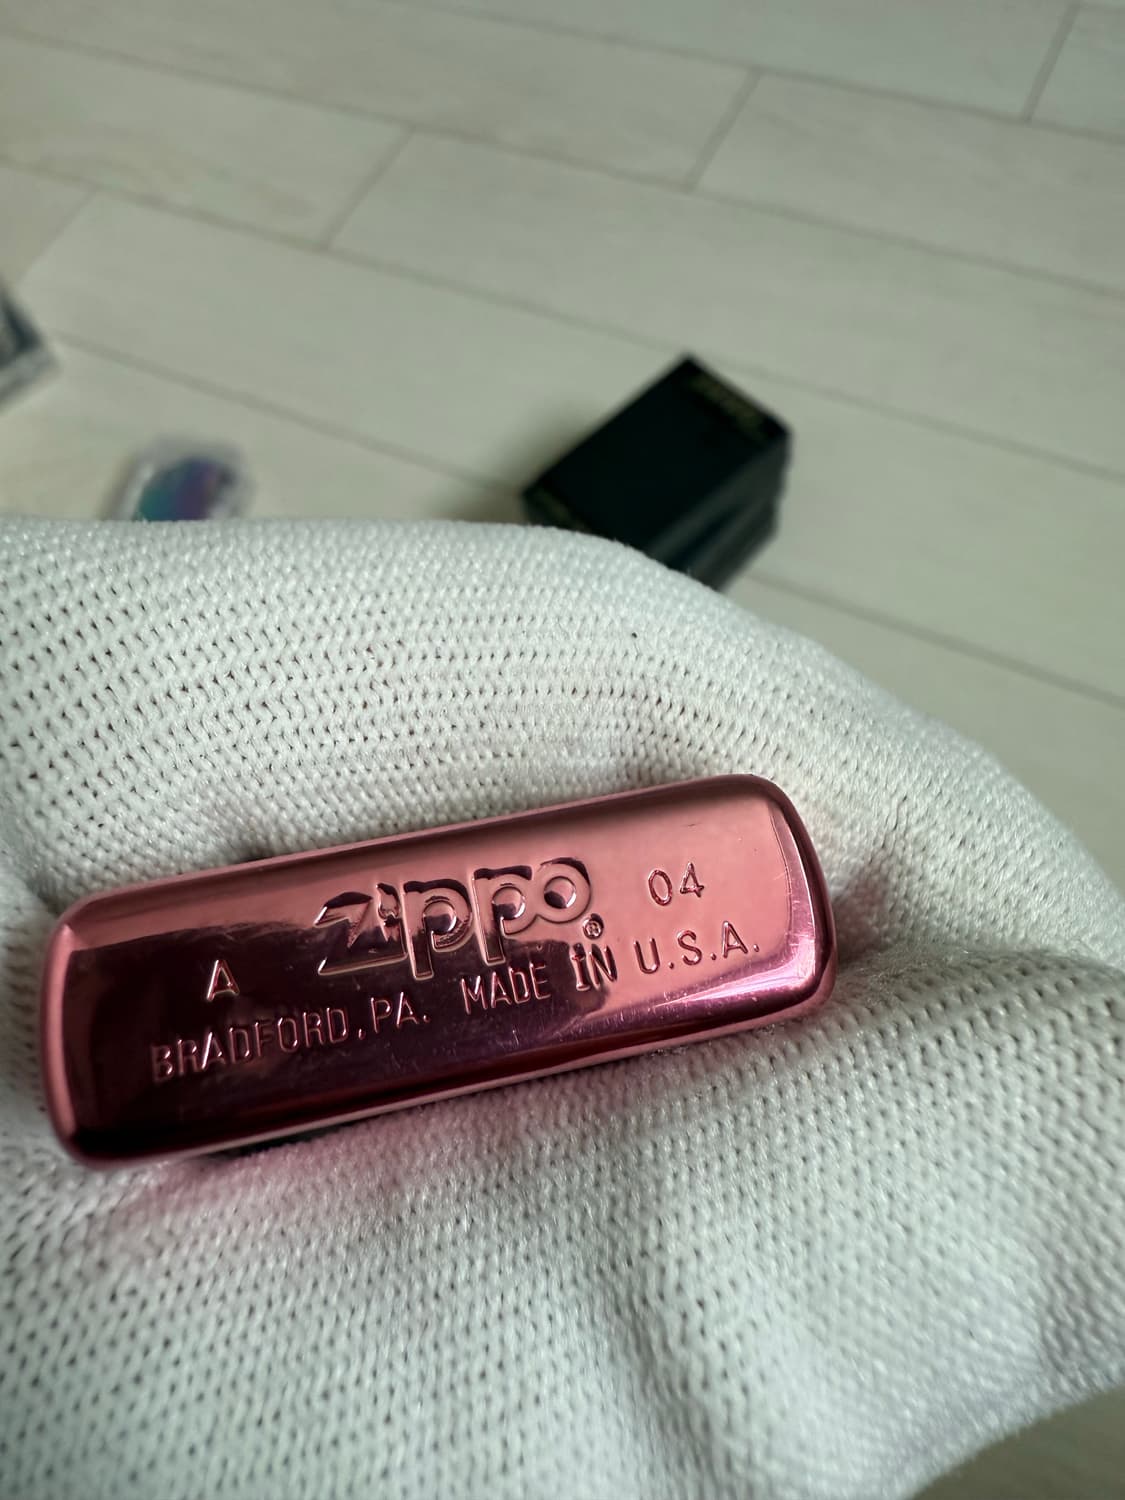 A zippo® 04
BRADFORD,PA. MADE IN U.S.A.